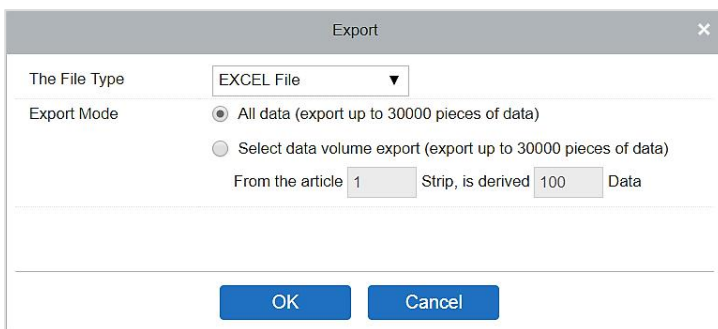 Export
The File Type EXCEL File
Export Mode All data (export up to 30000 pieces of data)
Select data volume export (export up to 30000 pieces of data)
From the article 1 Strip, is derived 100 Data
OK Cancel